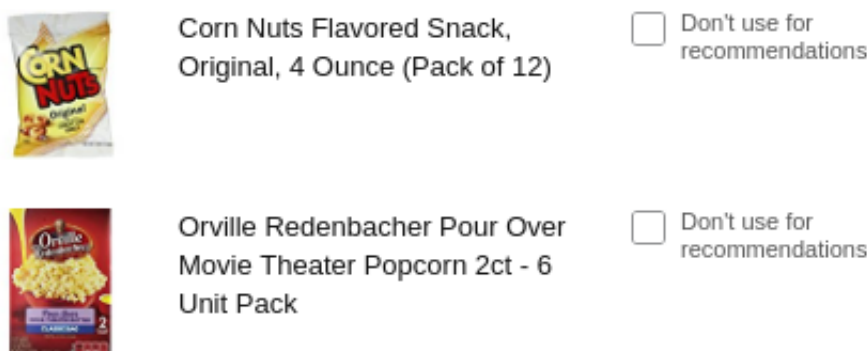 Corn Nuts Flavored Snack,
Original, 4 Ounce (Pack of 12)
Don't use for
recommendations
CORN
NUTS
Original
Orville Redenbacher Pour Over
Movie Theater Popcorn 2ct - 6
Unit Pack
Don't use for
recommendations
Orville
Redenbacher's
2